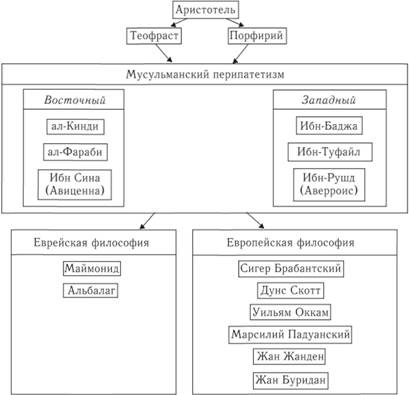 Аристотель
Теофраст
Порфирий
Мусульманский перипатетизм
Восточный
ал-Кинди
ал-Фараби
Ибн Сина
(Авиценна)
Западный
Ибн-Баджа
Ибн-Туфайл
Ибн-Рушд
(Аверроис)
Еврейская философия
Маймонид
Альбалаг
Европейская философия
Сигер Брабантский
Дунс Скотт
Уильям Оккам
Марсилий Падуанский
Жан Жанден
Жан Буридан